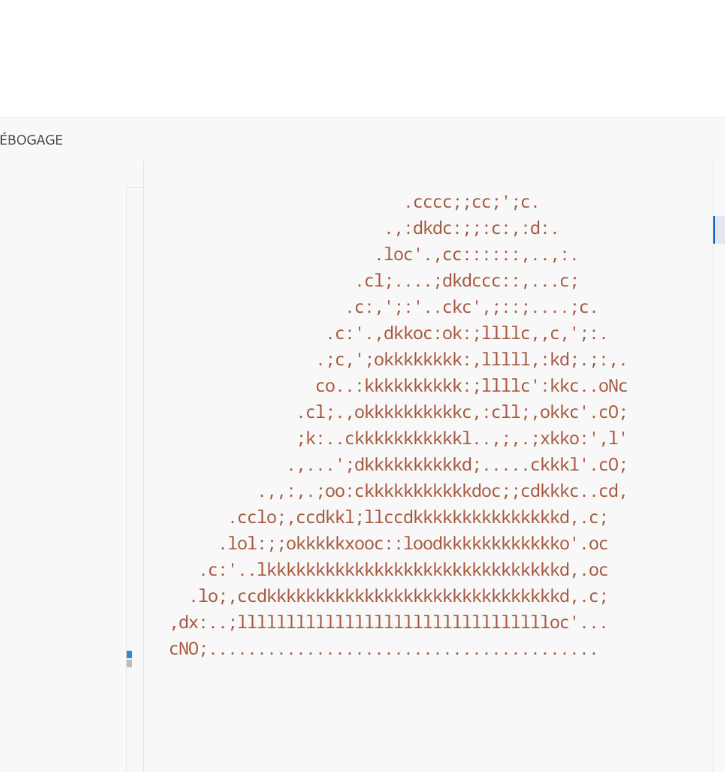 ÉBOGAGE
                        .cccc;;cc;';c.
                      .,:dkdc:;;:c:,:d:.
                     .loc'.,cc::::::,..,:.
                   .cl;....;dkdccc::,...c;
                  .c:,';:'..ckc',;::;....;c.
                .c:'.,dkkoc:ok:;llllc,,c,';:.
               .;c,';okkkkkkkk:,lllll,:kd;.;:,.
               co..:kkkkkkkkkk:;llllc':kkc..oNc
             .cl;.,okkkkkkkkkkc,:cll;,okkc'.cO;
             ;k:..ckkkkkkkkkkkl..,;,.;xkko:',l'
            .,...';dkkkkkkkkkkd;.....ckkkl'.cO;
         .,,:,.;oo:ckkkkkkkkkkkdoc;;cdkkkc..cd,
      .cclo;,ccdkkl;llccdkkkkkkkkkkkkkkkd,.c;
     .lol:;;okkkkkxooc::loodkkkkkkkkkkkko'.oc
   .c:'..lkkkkkkkkkkkkkkkkkkkkkkkkkkkkkkd,.oc
  .lo;,ccdkkkkkkkkkkkkkkkkkkkkkkkkkkkkkkd,.c;
,dx:..;lllllllllllllllllllllllllllllllloc'...
cNO;........................................